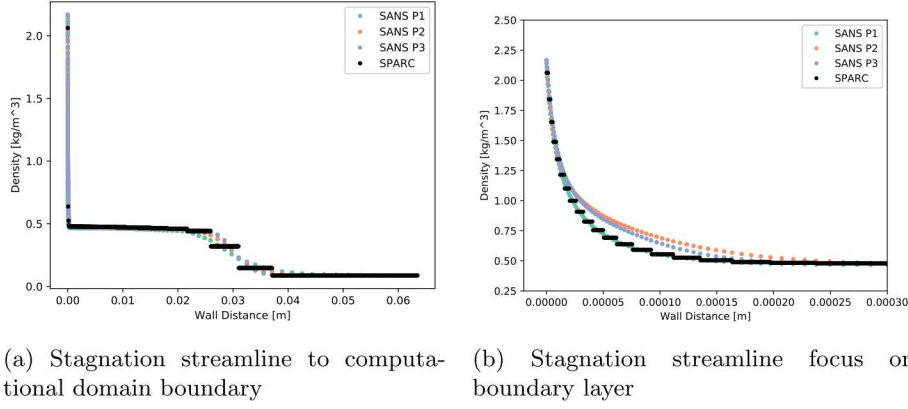 SANS P1
SANS P2
SANS P3
SPARC
Density [kg/m^3]
2.0
1.5
1.0
0.5
0.0
0.00
0.01
0.02
0.03
0.04
0.05
0.06
Wall Distance [m]
(a) Stagnation streamline to computa-
tional domain boundary
SANS P1
SANS P2
SANS P3
SPARC
Density [kg/m^3]
2.50
2.25
2.00
1.75
1.50
1.25
1.00
0.75
0.50
0.25
0.00000
0.00005
0.00010
0.00015
0.00020
0.00025
0.00030
Wall Distance [m]
(b) Stagnation streamline focus on
boundary layer